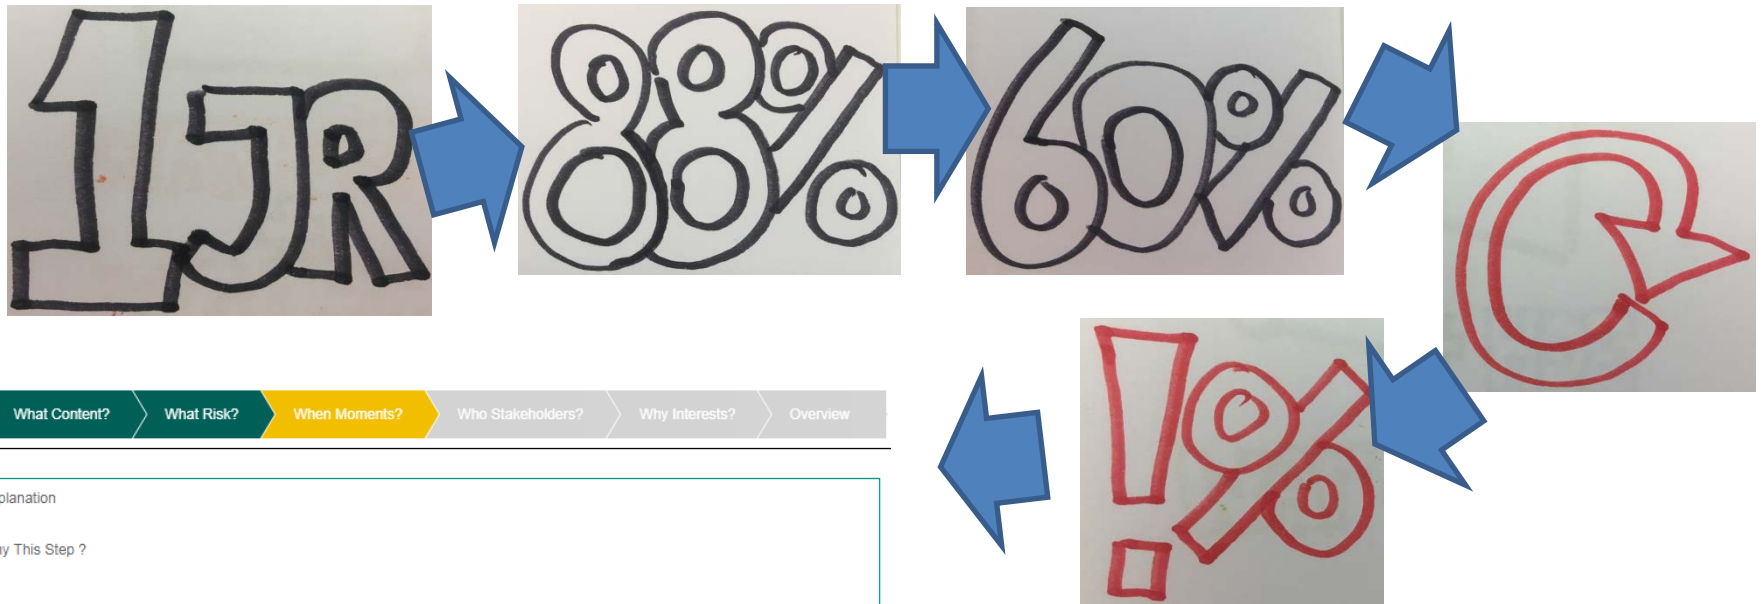 1JR
88%
60%
!%
What Content?
What Risk?
When Moments?
Who Stakeholders?
Why Interests?
Overview
planation
y This Step ?